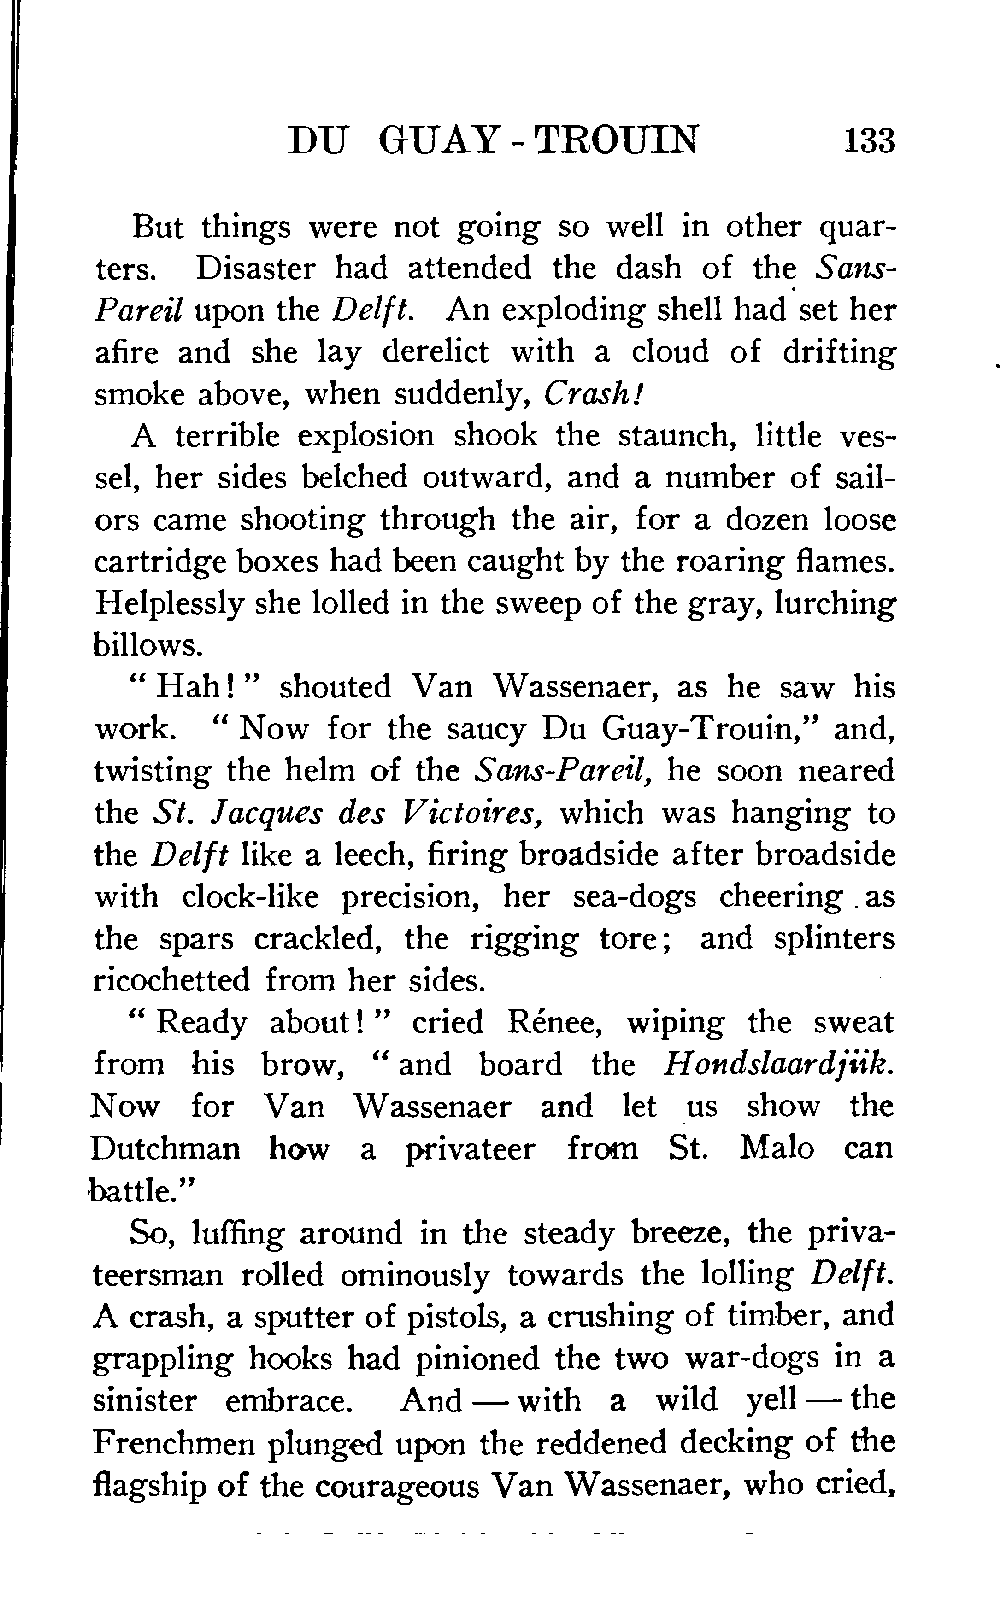 DU GUAY-TROUIN 133
But things were not going so well in other quar-
ters. Disaster had attended the dash of the Sans-
Pareil upon the Delft. An exploding shell had set her
afire and she lay derelict with a cloud of drifting
smoke above, when suddenly, Crash!
A terrible explosion shook the staunch, little ves-
sel, her sides belched outward, and a number of sail-
ors came shooting through the air, for a dozen loose
cartridge boxes had been caught by the roaring flames.
Helplessly she lolled in the sweep of the gray, lurching
billows.
“Hah!” shouted Van Wassenaer, as he saw his
work. “Now for the saucy Du Guay-Trouin,” and,
twisting the helm of the Sans-Pareil, he soon neared
the St. Jacques des Victoires, which was hanging to
the Delft like a leech, firing broadside after broadside
with clock-like precision, her sea-dogs cheering as
the spars crackled, the rigging tore; and splinters
ricochetted from her sides.
“Ready about!” cried Rénee, wiping the sweat
from his brow, “and board the Hondslaardjiik.
Now for Van Wassenaer and let us show the
Dutchman how a privateer from St. Malo can
battle.”
So, luffing around in the steady breeze, the priva-
teersman rolled ominously towards the lolling Delft.
A crash, a sputter of pistols, a crushing of timber, and
grappling hooks had pinioned the two war-dogs in a
sinister embrace. And — with a wild yell — the
Frenchmen plunged upon the reddened decking of the
flagship of the courageous Van Wassenaer, who cried,